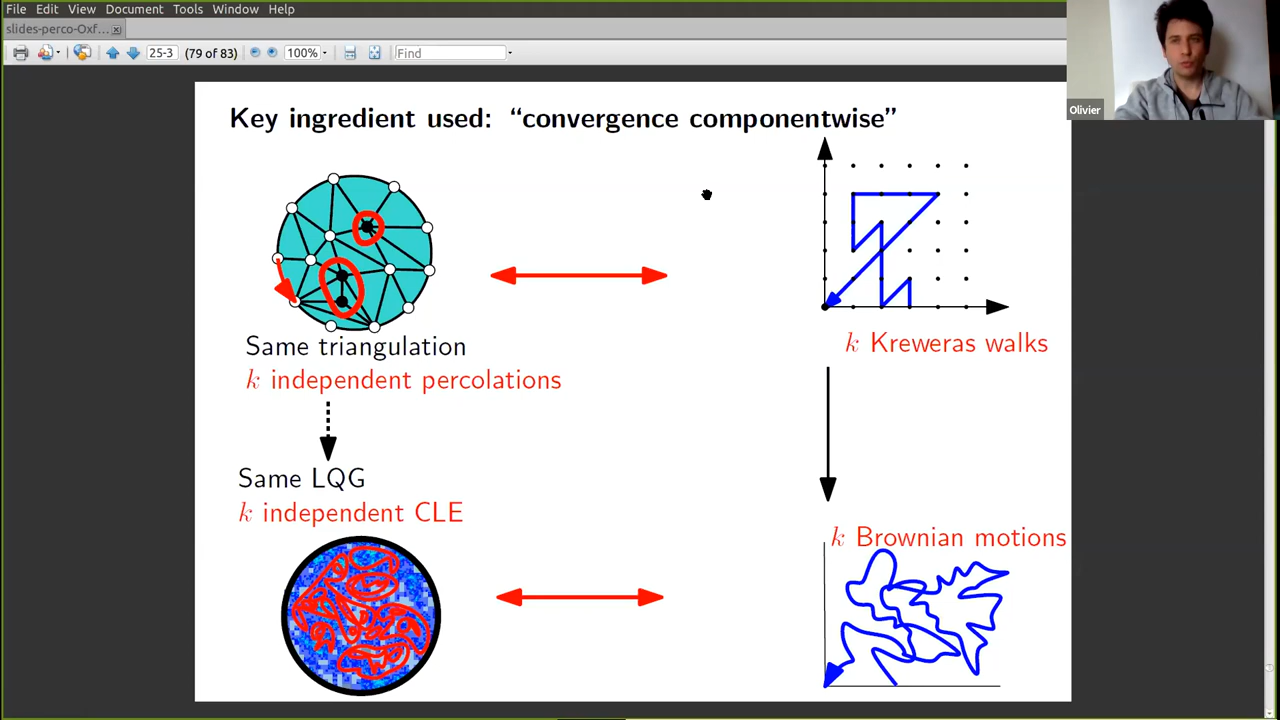 File Edit View Document Tools Window Help
slides-perco-Oxf...
25-3 (79 of 83) 100% Find
Olivier
Key ingredient used: “convergence componentwise”
Same triangulation
k independent percolations
k Kreweras walks
Same LQG
k independent CLE
k Brownian motions